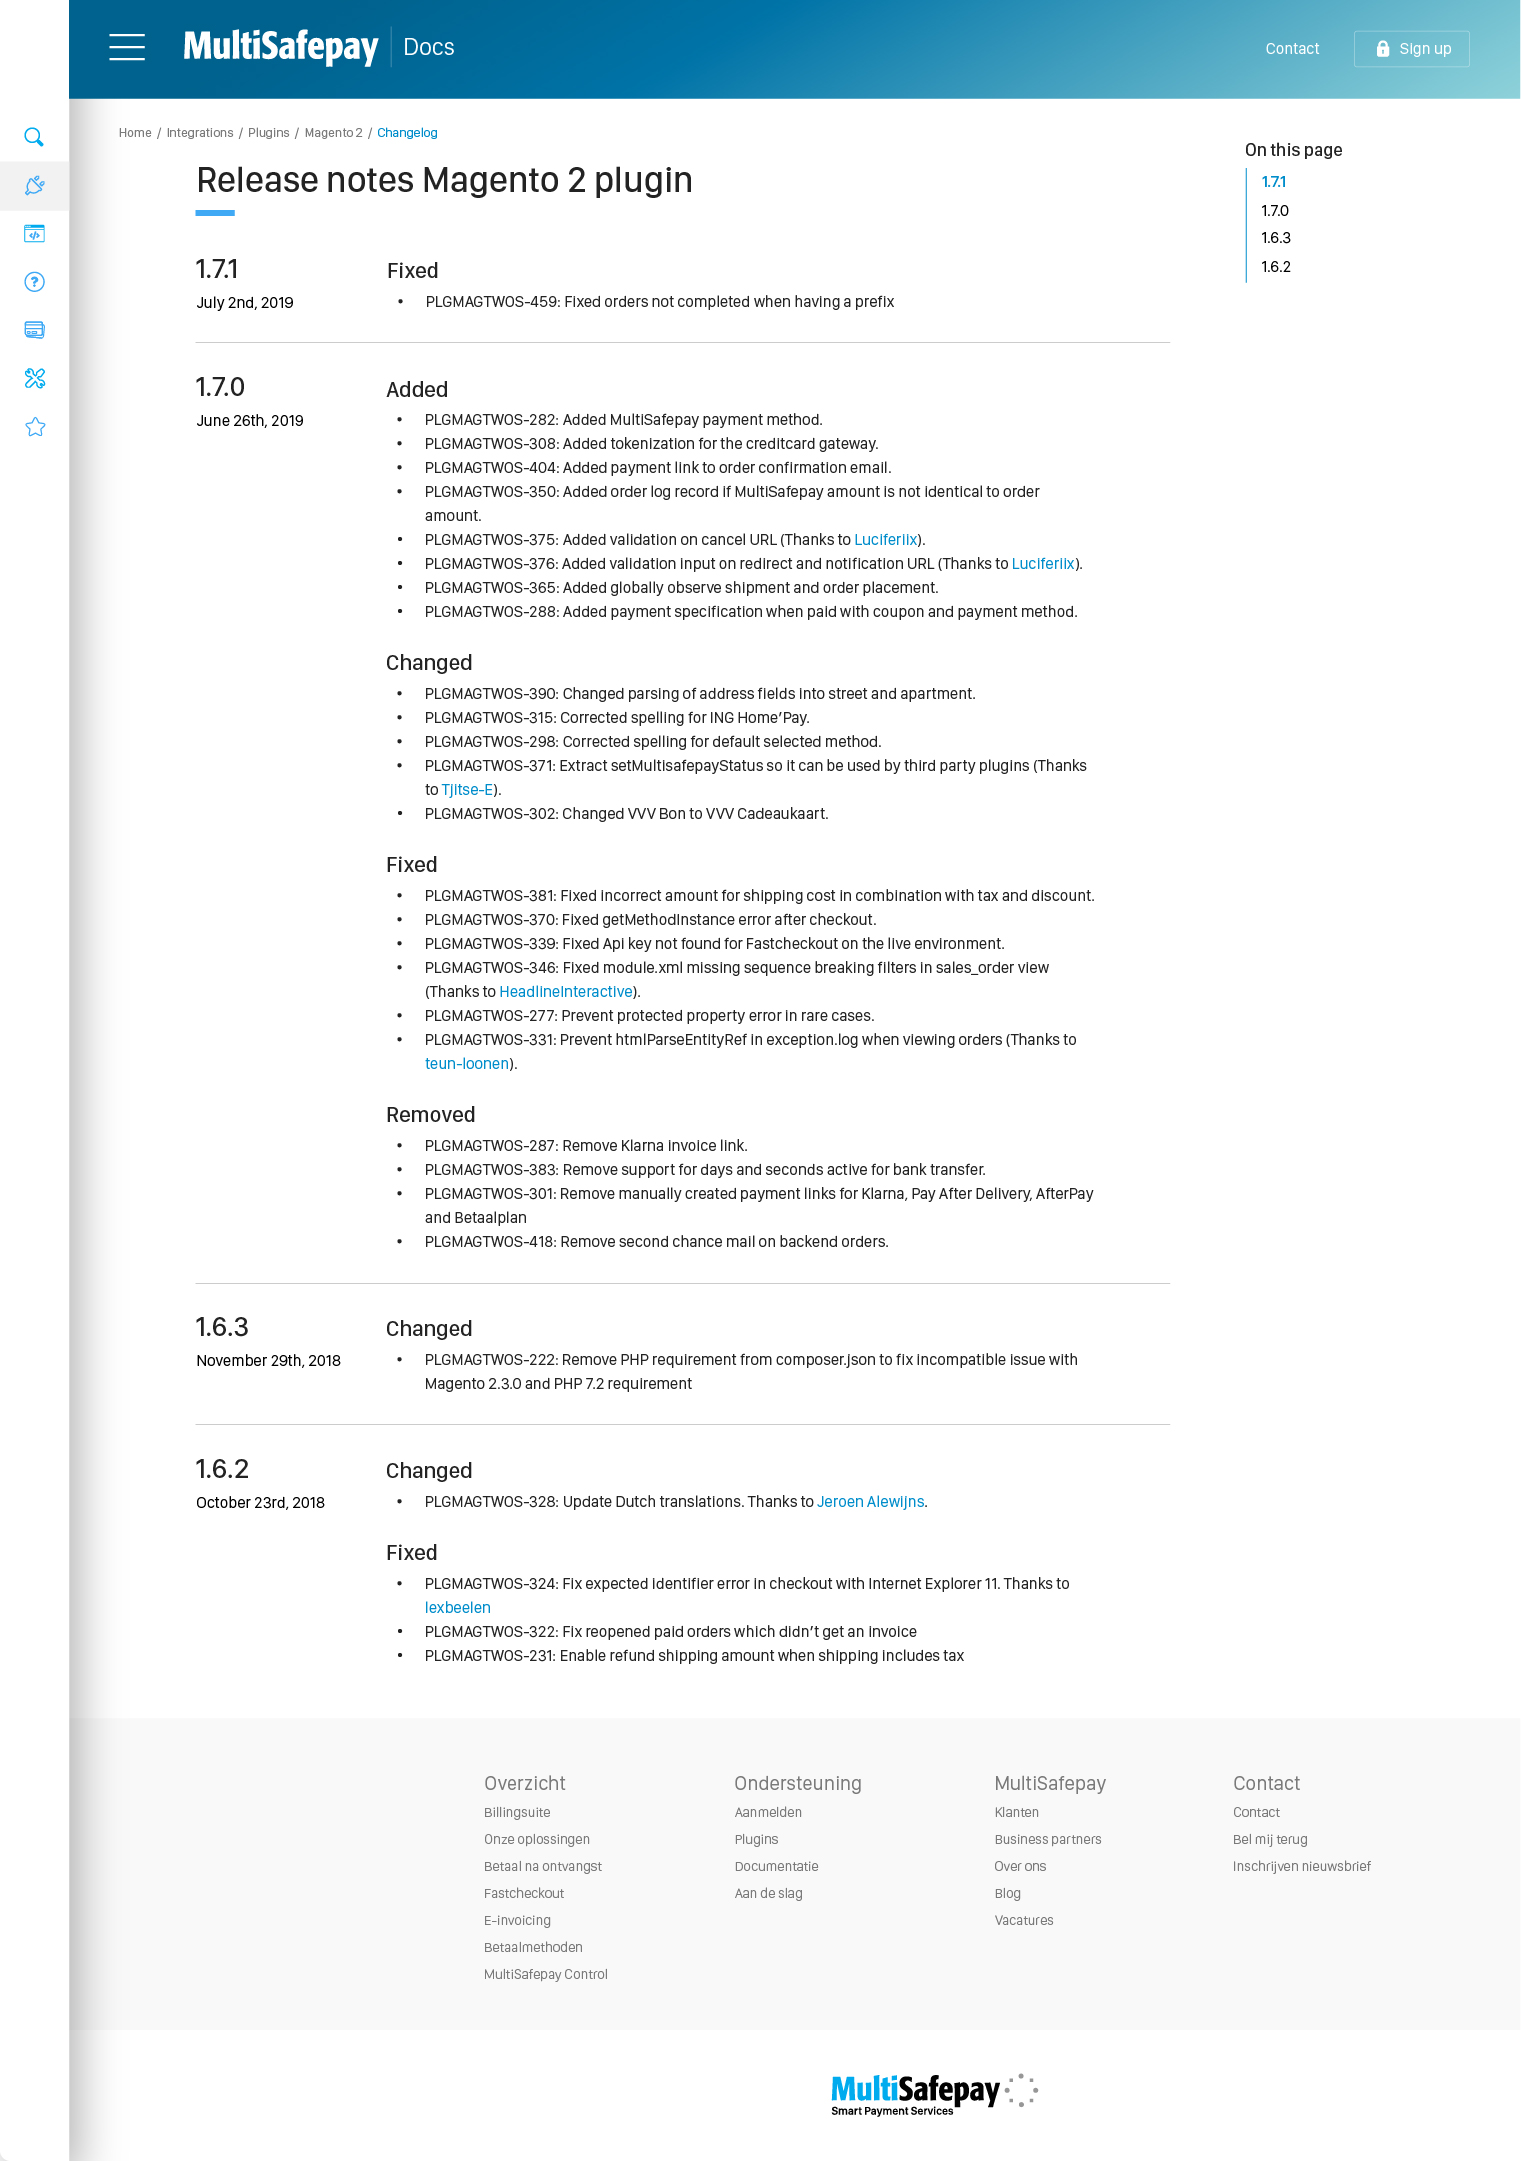 MultiSafepay Docs
Contact
Sign up
Home / Integrations / Plugins / Magento 2 / Changelog
On this page
1.7.1
1.7.0
1.6.3
1.6.2
Release notes Magento 2 plugin
1.7.1
July 2nd, 2019
Fixed
• PLGMAGTWOS-459: Fixed orders not completed when having a prefix
1.7.0
June 26th, 2019
Added
• PLGMAGTWOS-282: Added MultiSafepay payment method.
• PLGMAGTWOS-308: Added tokenization for the creditcard gateway.
• PLGMAGTWOS-404: Added payment link to order confirmation email.
• PLGMAGTWOS-350: Added order log record if MultiSafepay amount is not identical to order
amount.
• PLGMAGTWOS-375: Added validation on cancel URL (Thanks to Luciferiix).
• PLGMAGTWOS-376: Added validation input on redirect and notification URL (Thanks to Luciferiix).
• PLGMAGTWOS-365: Added globally observe shipment and order placement.
• PLGMAGTWOS-288: Added payment specification when paid with coupon and payment method.
Changed
• PLGMAGTWOS-390: Changed parsing of address fields into street and apartment.
• PLGMAGTWOS-315: Corrected spelling for ING Home’Pay.
• PLGMAGTWOS-298: Corrected spelling for default selected method.
• PLGMAGTWOS-371: Extract setMultisafepayStatus so it can be used by third party plugins (Thanks
to Tjitse-E).
• PLGMAGTWOS-302: Changed VVV Bon to VVV Cadeaukaart.
Fixed
• PLGMAGTWOS-381: Fixed incorrect amount for shipping cost in combination with tax and discount.
• PLGMAGTWOS-370: Fixed getMethodInstance error after checkout.
• PLGMAGTWOS-339: Fixed Api key not found for Fastcheckout on the live environment.
• PLGMAGTWOS-346: Fixed module.xml missing sequence breaking filters in sales_order view
(Thanks to HeadlineInteractive).
• PLGMAGTWOS-277: Prevent protected property error in rare cases.
• PLGMAGTWOS-331: Prevent htmlParseEntityRef in exception.log when viewing orders (Thanks to
teun-loonen).
Removed
• PLGMAGTWOS-287: Remove Klarna invoice link.
• PLGMAGTWOS-383: Remove support for days and seconds active for bank transfer.
• PLGMAGTWOS-301: Remove manually created payment links for Klarna, Pay After Delivery, AfterPay
and Betaalplan
• PLGMAGTWOS-418: Remove second chance mail on backend orders.
1.6.3
November 29th, 2018
Changed
• PLGMAGTWOS-222: Remove PHP requirement from composer.json to fix incompatible issue with
Magento 2.3.0 and PHP 7.2 requirement
1.6.2
October 23rd, 2018
Changed
• PLGMAGTWOS-328: Update Dutch translations. Thanks to Jeroen Alewijns.
Fixed
• PLGMAGTWOS-324: Fix expected identifier error in checkout with Internet Explorer 11. Thanks to
lexbeelen
• PLGMAGTWOS-322: Fix reopened paid orders which didn’t get an invoice
• PLGMAGTWOS-231: Enable refund shipping amount when shipping includes tax
Overzicht
Billingsuite
Onze oplossingen
Betaal na ontvangst
Fastcheckout
E-invoicing
Betaalmethoden
MultiSafepay Control
Ondersteuning
Aanmelden
Plugins
Documentatie
Aan de slag
MultiSafepay
Klanten
Business partners
Over ons
Blog
Vacatures
Contact
Contact
Bel mij terug
Inschrijven nieuwsbrief
MultiSafepay
Smart Payment Services